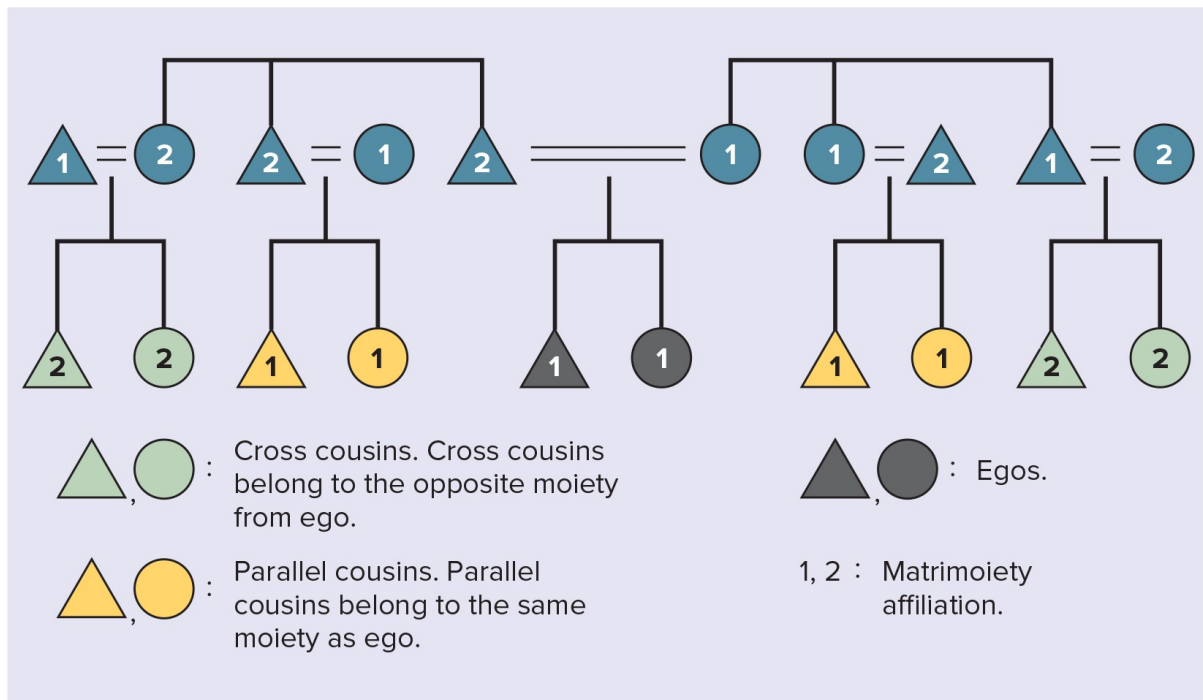 1 2 2 1 2 1 1 2 1 2
2 2 1 1 1 1 1 1 2 2
, : Cross cousins. Cross cousins
belong to the opposite moiety
from ego.
, : Egos.
, : Parallel cousins. Parallel
cousins belong to the same
moiety as ego.
1, 2 : Matrimoiety
affiliation.